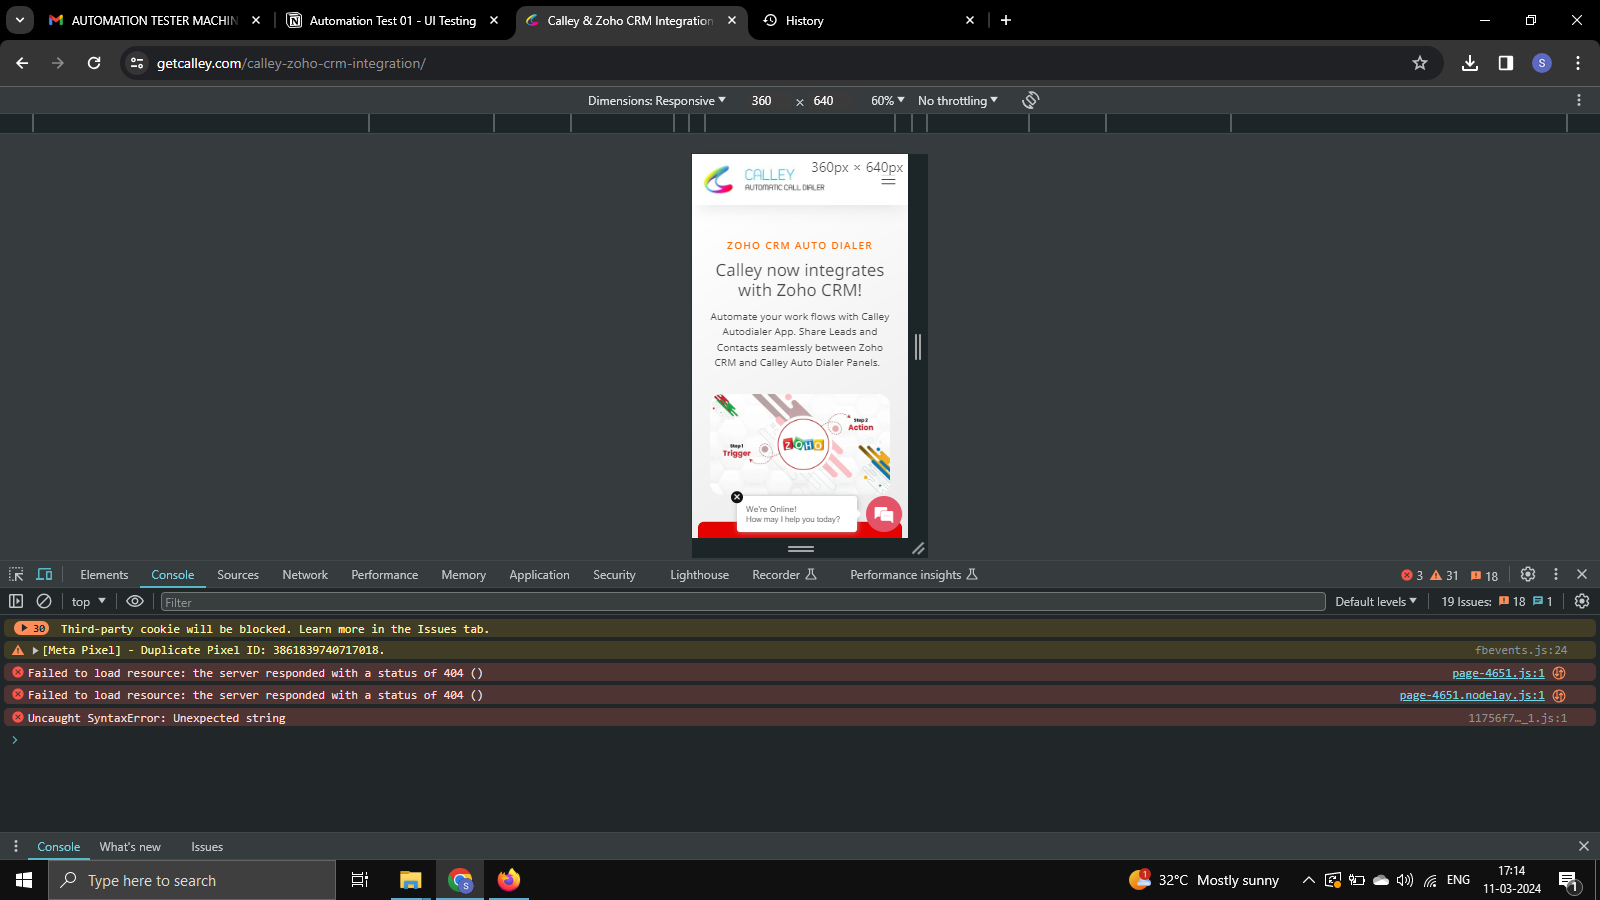 AUTOMATION TESTER MACHIN
Automation Test 01 - UI Testing
Calley & Zoho CRM Integration
History
getcalley.com/calley-zoho-crm-integration/
S
Dimensions: Responsive
360 × 640
60%
No throttling
360px × 640px
CALLEY
AUTOMATIC CALL DIALER
ZOHO CRM AUTO DIALER
Calley now integrates
with Zoho CRM!
Automate your work flows with Calley
Autodialer App. Share Leads and
Contacts seamlessly between Zoho
CRM and Calley Auto Dialer Panels.
Step 2
Action
ZOHO
Step 1
Trigger
We're Online!
How may I help you today?
Elements Console Sources Network Performance Memory Application Security Lighthouse Recorder Performance insights 3 31 18
top Filter Default levels 19 Issues: 18 1
30 Third-party cookie will be blocked. Learn more in the Issues tab.
[Meta Pixel] - Duplicate Pixel ID: 3861839740717018. fbevents.js:24
Failed to load resource: the server responded with a status of 404 () page-4651.js:1
Failed to load resource: the server responded with a status of 404 () page-4651.nodelay.js:1
Uncaught SyntaxError: Unexpected string 11756f7…_1.js:1
Console What's new Issues
Type here to search
S
1
32°C Mostly sunny
ENG
17:14
11-03-2024
1